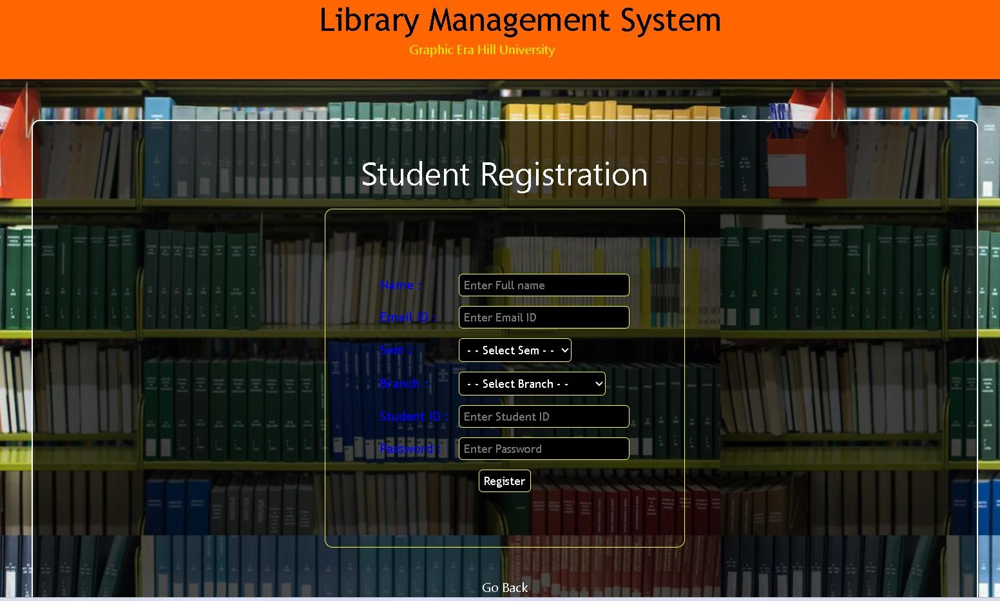 Library Management System
Graphic Era Hill University
Student Registration
Name : Enter Full name
Email ID : Enter Email ID
Sem : - - Select Sem - -
Branch : - - Select Branch - -
Student ID : Enter Student ID
Password : Enter Password
Register
Go Back